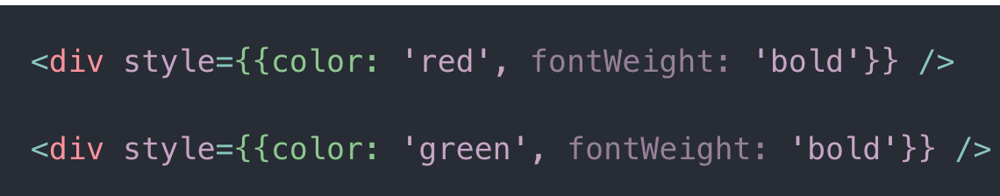 <div style={{color: 'red', fontWeight: 'bold'}} />
<div style={{color: 'green', fontWeight: 'bold'}} />